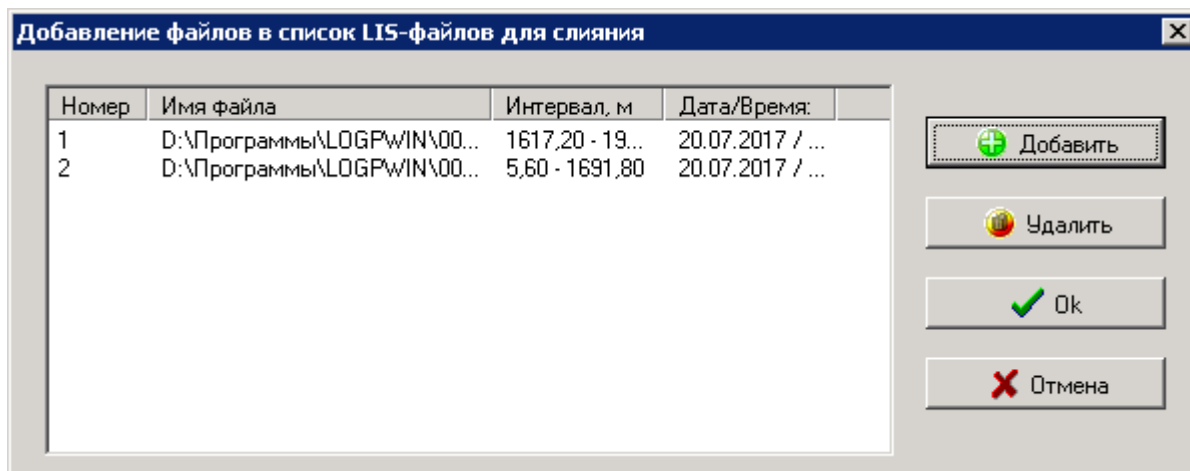 Добавление файлов в список LIS-файлов для слияния
Номер Имя файла Интервал, м Дата/Время:
1 D:\Программы\LOGPWIN\00... 1617,20 - 19... 20.07.2017 / ...
2 D:\Программы\LOGPWIN\00... 5,60 - 1691,80 20.07.2017 / ...
Добавить
Удалить
Ok
Отмена